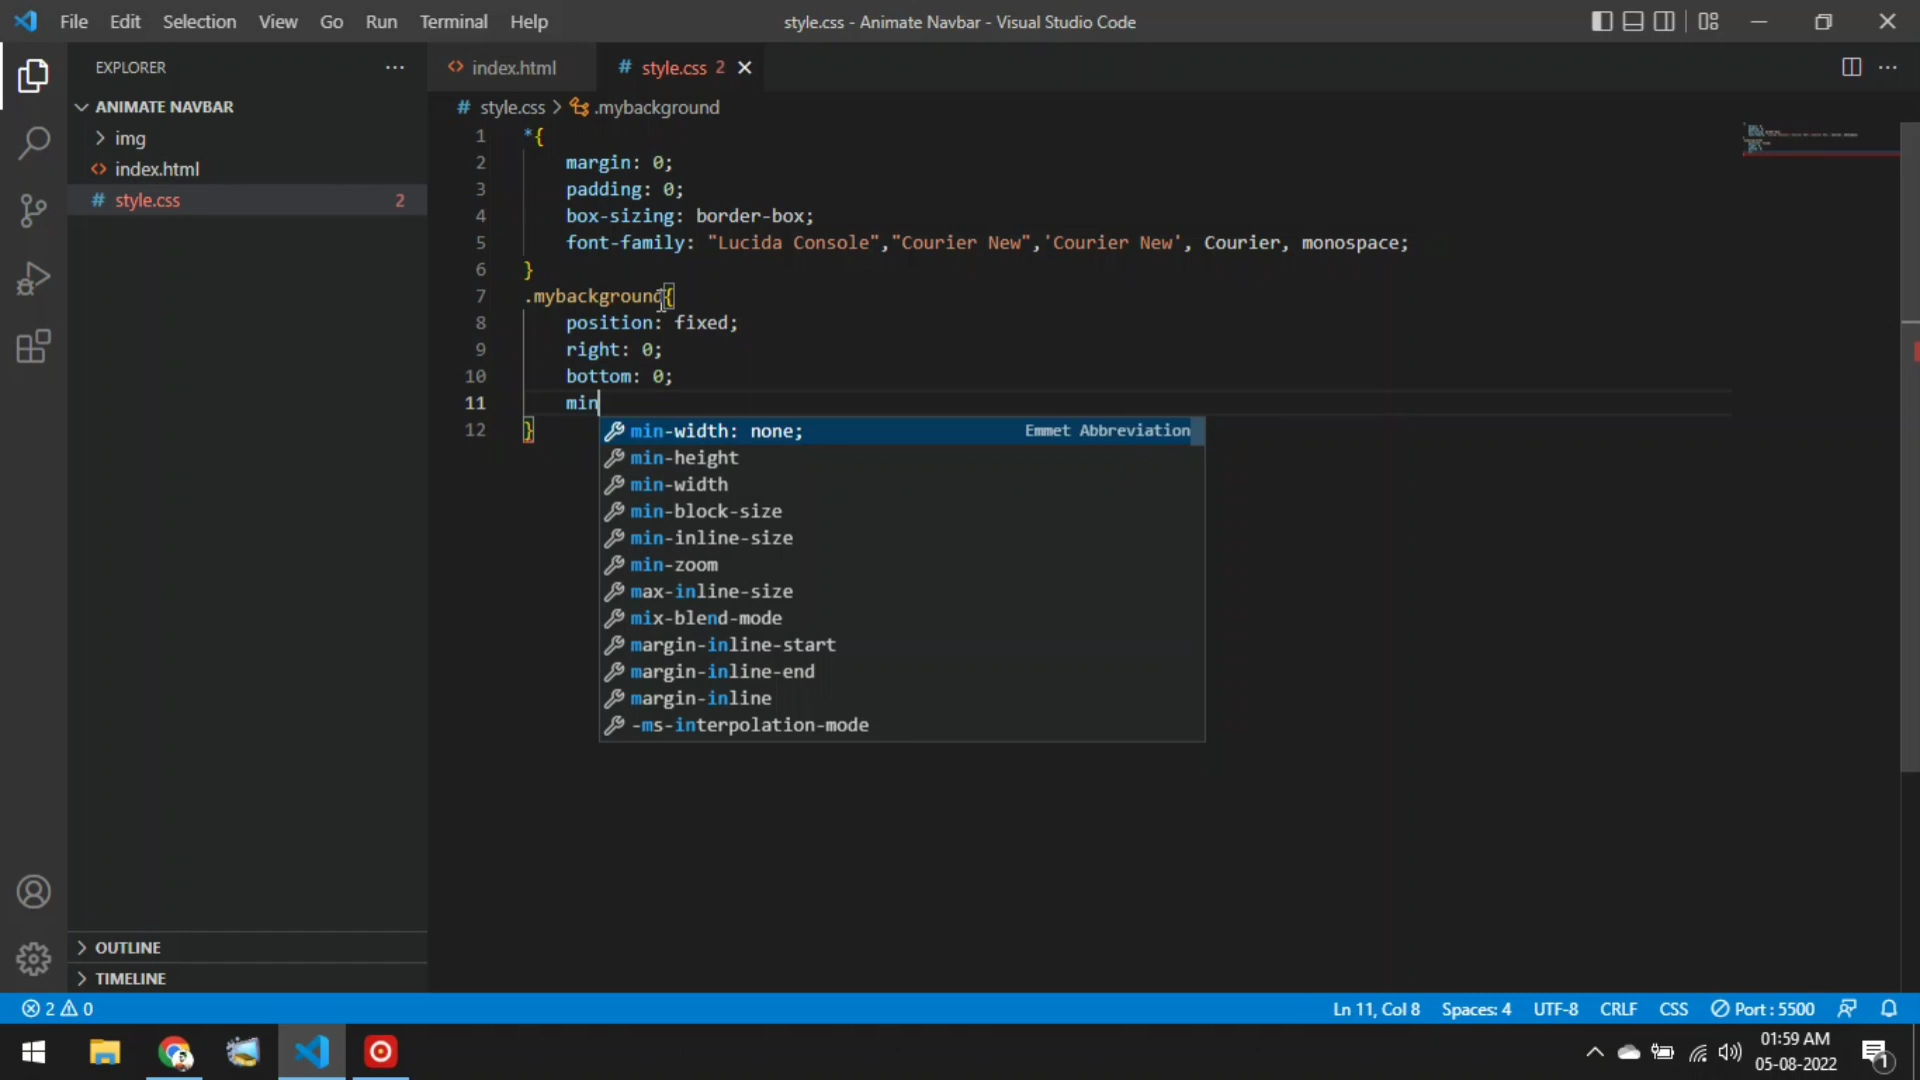 File Edit Selection View Go Run Terminal Help
style.css - Animate Navbar - Visual Studio Code
EXPLORER
ANIMATE NAVBAR
img
index.html
style.css 2
index.html
style.css 2
style.css > .mybackground
1 *{
2 margin: 0;
3 padding: 0;
4 box-sizing: border-box;
5 font-family: "Lucida Console","Courier New",'Courier New', Courier, monospace;
6 }
7 .mybackground{
8 position: fixed;
9 right: 0;
10 bottom: 0;
11 min
12 }
min-width: none; Emmet Abbreviation
min-height
min-width
min-block-size
min-inline-size
min-zoom
max-inline-size
mix-blend-mode
margin-inline-start
margin-inline-end
margin-inline
-ms-interpolation-mode
OUTLINE
TIMELINE
2 0
Ln 11, Col 8 Spaces: 4 UTF-8 CRLF CSS Port : 5500
01:59 AM
05-08-2022
1